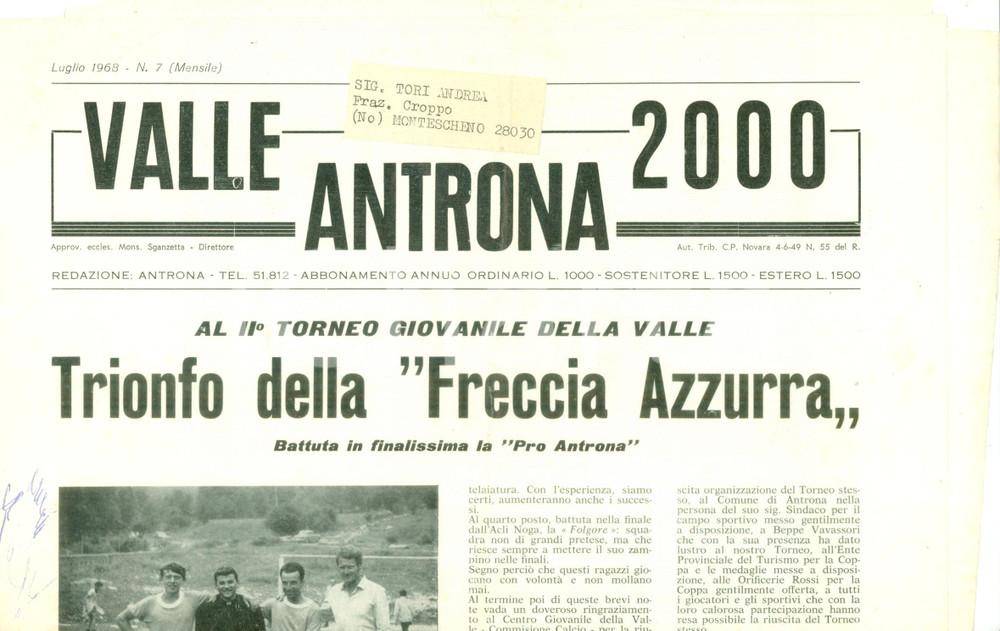 Luglio 1968 - N. 7 (Mensile)
SIG. TORI ANDREA
Fraz. Croppo
(No) MONTESCHENO 28030
VALLE
ANTRONA
2000
Approv. eccles. Mons. Sganzetta - Direttore
Aut. Trib. C.P. Novara 4-6-49 N. 55 del R.
REDAZIONE: ANTRONA - TEL. 51.812 - ABBONAMENTO ANNUO ORDINARIO L. 1000 - SOSTENITORE L. 1500 - ESTERO L. 1500
AL IIº TORNEO GIOVANILE DELLA VALLE
Trionfo della "Freccia Azzurra„
Battuta in finalissima la "Pro Antrona"
telaiatura. Con l'esperienza, siamo
certi, aumenteranno anche i succes-
si.
Al quarto posto, battuta nella finale
dall'Acli Noga, la « Folgore »: squa-
dra non di grandi pretese, ma che
riesce sempre a mettere il suo zam-
pino nelle finali.
Segno perciò che questi ragazzi gio-
cano con volontà e non mollano
mai.
Al termine poi di queste brevi no-
te vada un doveroso ringraziamen-
to al Centro Giovanile della Val-
le - Commisione Calcio - per la riu-
scita organizzazione del Torneo stes-
so, al Comune di Antrona nella
persona del suo sig. Sindaco per il
campo sportivo messo gentilmente
a disposizione, a Beppe Vavassori
che con la sua presenza ha dato
lustro al nostro Torneo, all'Ente
Provinciale del Turismo per la Cop-
pa e le medaglie messe a disposi-
zione, alle Orificerie Rossi per la
Coppa gentilmente offerta, a tutti
i giocatori e gli sportivi che con la
loro calorosa partecipazione hanno
resa possibile la riuscita del Torneo
stesso.